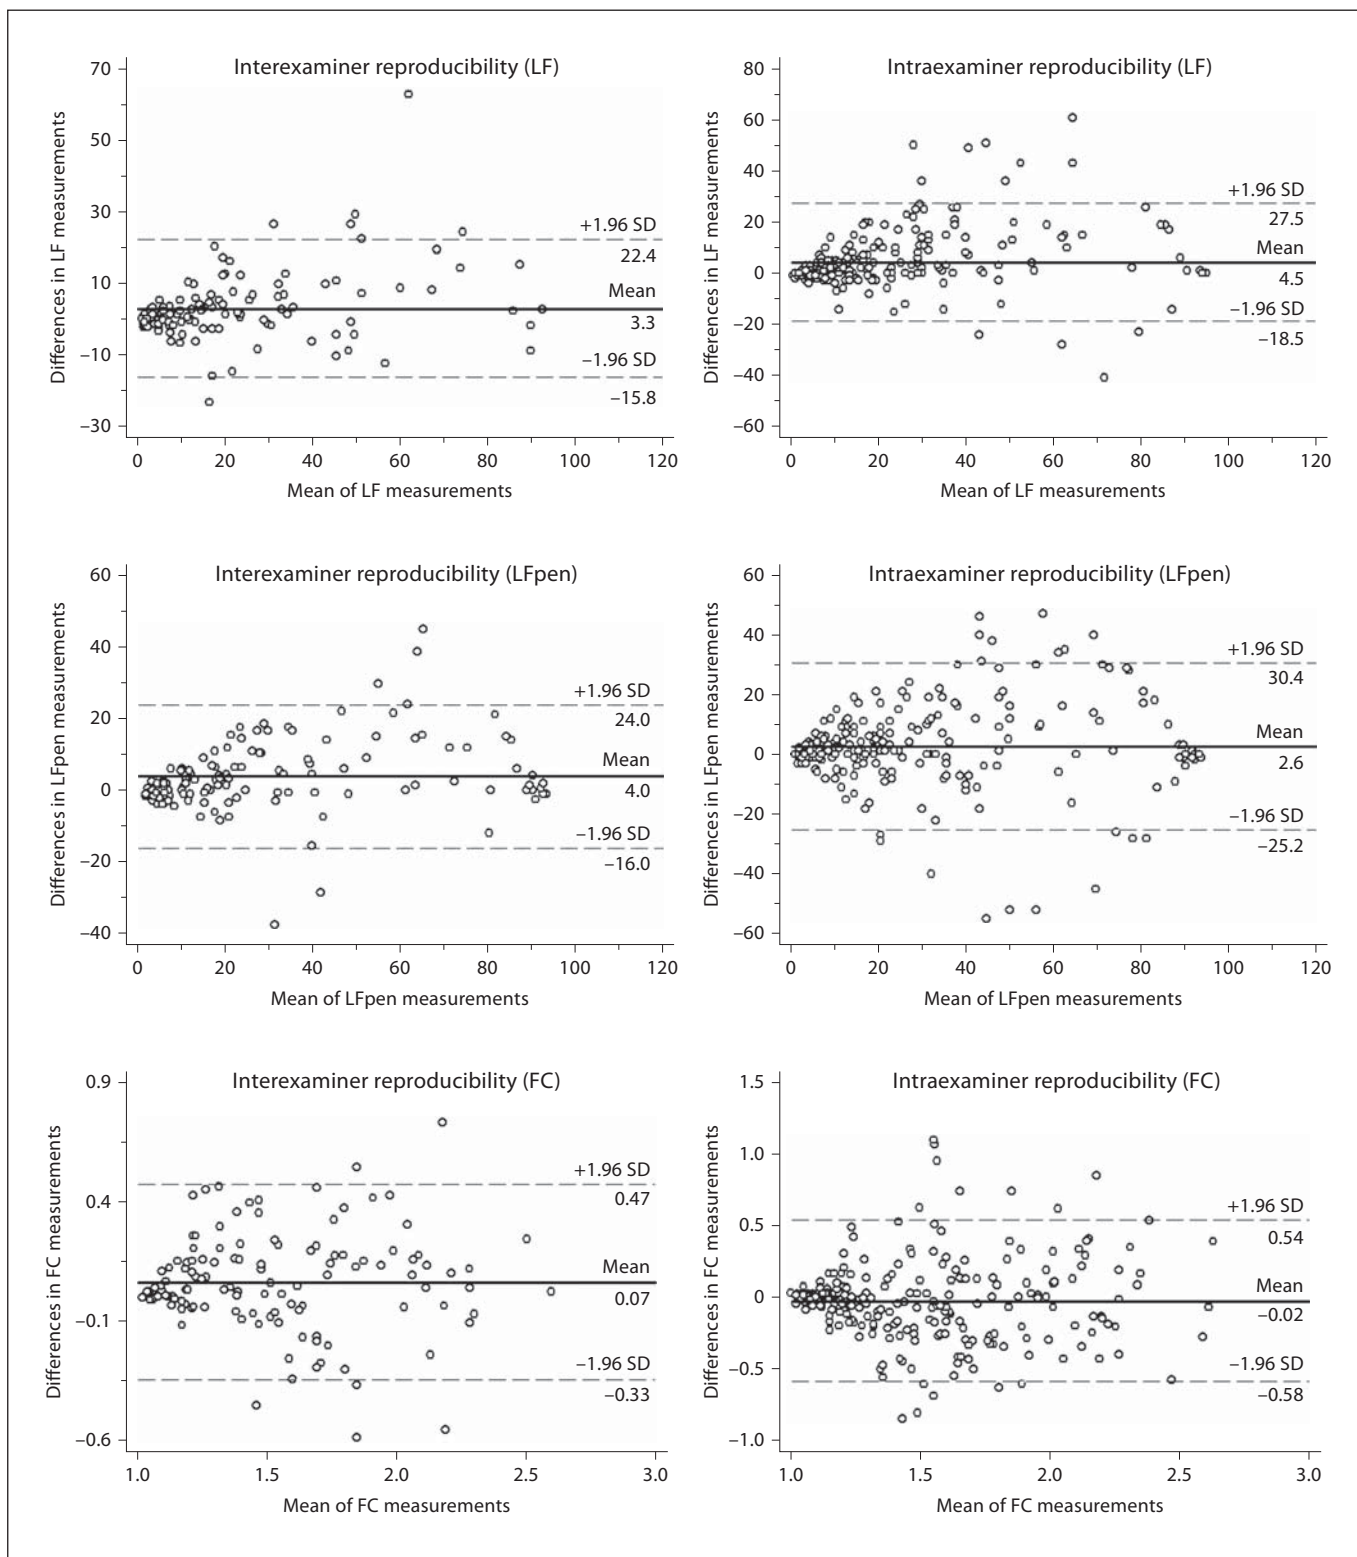 Interexaminer reproducibility (LF)
Differences in LF measurements
70
50
30
10
–10
–30
+1.96 SD
22.4
Mean
3.3
–1.96 SD
–15.8
0 20 40 60 80 100 120
Mean of LF measurements
Intraexaminer reproducibility (LF)
Differences in LF measurements
80
60
40
20
0
–20
–40
–60
+1.96 SD
27.5
Mean
4.5
–1.96 SD
–18.5
0 20 40 60 80 100 120
Mean of LF measurements
Interexaminer reproducibility (LFpen)
Differences in LFpen measurements
60
40
20
0
–20
–40
+1.96 SD
24.0
Mean
4.0
–1.96 SD
–16.0
0 20 40 60 80 100 120
Mean of LFpen measurements
Intraexaminer reproducibility (LFpen)
Differences in LFpen measurements
60
40
20
0
–20
–40
–60
+1.96 SD
30.4
Mean
2.6
–1.96 SD
–25.2
0 20 40 60 80 100 120
Mean of LFpen measurements
Interexaminer reproducibility (FC)
Differences in FC measurements
0.9
0.4
–0.1
–0.6
+1.96 SD
0.47
Mean
0.07
–1.96 SD
–0.33
1.0 1.5 2.0 2.5 3.0
Mean of FC measurements
Intraexaminer reproducibility (FC)
Differences in FC measurements
1.5
1.0
0.5
0
–0.5
–1.0
+1.96 SD
0.54
Mean
–0.02
–1.96 SD
–0.58
1.0 1.5 2.0 2.5 3.0
Mean of FC measurements